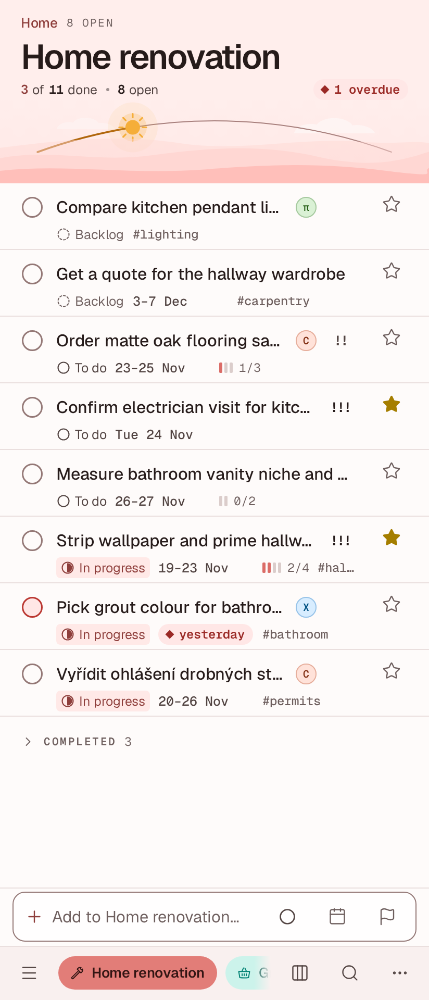 Home 8 OPEN
Home renovation
3 of 11 done • 8 open
1 overdue
Compare kitchen pendant li… π
Backlog #lighting
Get a quote for the hallway wardrobe
Backlog 3–7 Dec #carpentry
Order matte oak flooring sa… C !!
To do 23–25 Nov 1/3
Confirm electrician visit for kitc… !!!
To do Tue 24 Nov
Measure bathroom vanity niche and …
To do 26–27 Nov 0/2
Strip wallpaper and prime hallw… !!!
In progress 19–23 Nov 2/4 #hal…
Pick grout colour for bathro… X
In progress yesterday #bathroom
Vyřídit ohlášení drobných st… C
In progress 20–26 Nov #permits
COMPLETED 3
Add to Home renovation…
Home renovation G